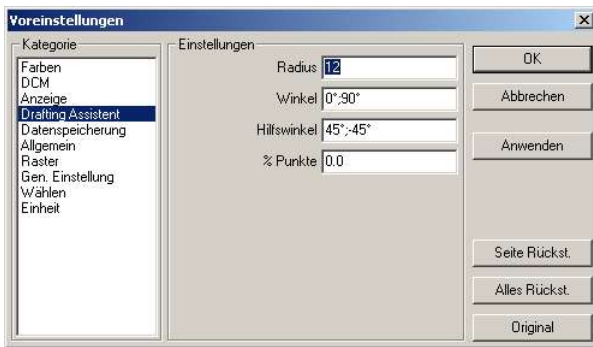 Voreinstellungen
Kategorie
Farben
DCM
Anzeige
Drafting Assistent
Datenspeicherung
Allgemein
Raster
Gen. Einstellung
Wählen
Einheit
Einstellungen
Radius 12
Winkel 0°;90°
Hilfswinkel 45°;-45°
% Punkte 0.0
OK
Abbrechen
Anwenden
Seite Rückst.
Alles Rückst.
Original